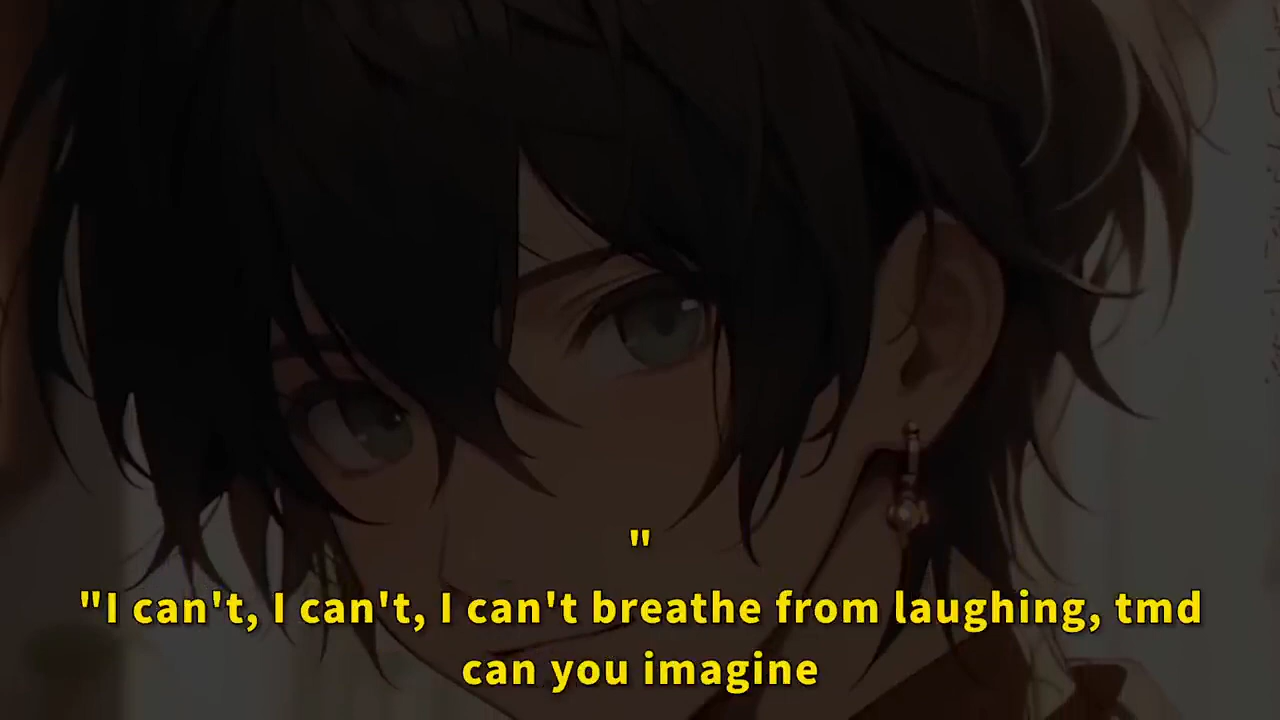 "
"I can't, I can't, I can't breathe from laughing, tmd
can you imagine